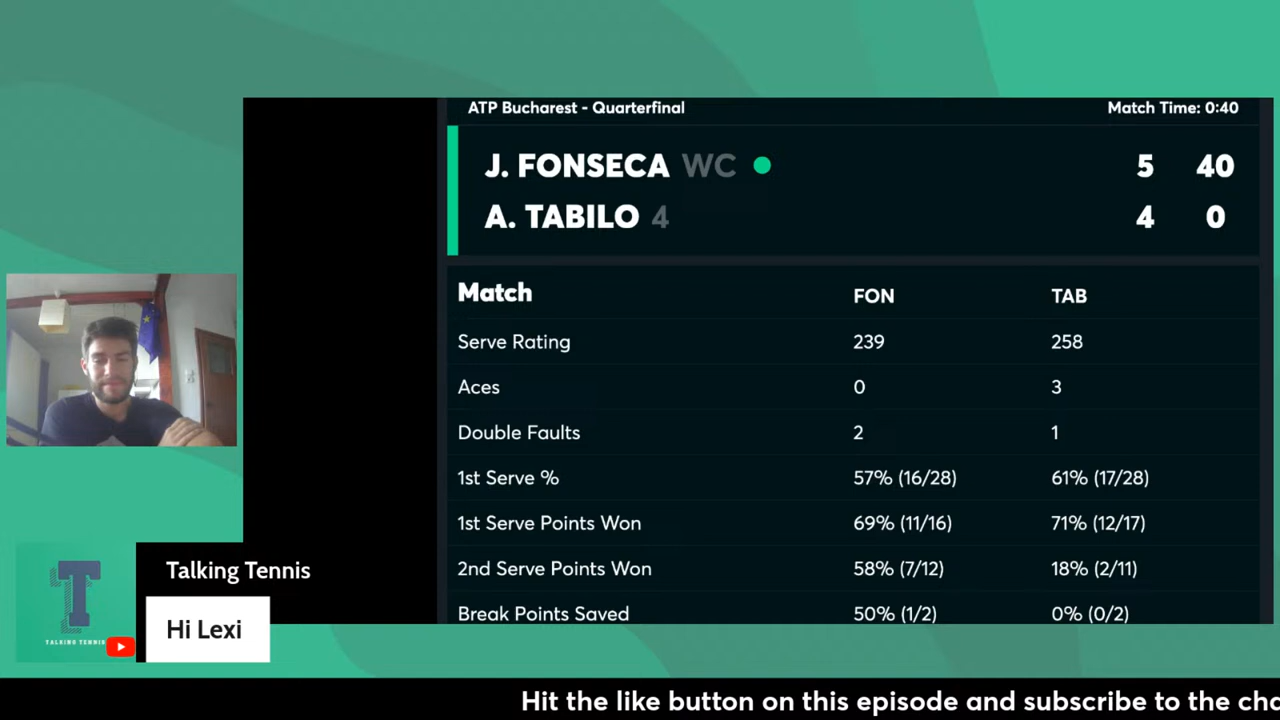 ATP Bucharest - Quarterfinal Match Time: 0:40
J. FONSECA WC 5 40
A. TABILO 4 4 0
Match FON TAB
Serve Rating 239 258
Aces 0 3
Double Faults 2 1
1st Serve % 57% (16/28) 61% (17/28)
1st Serve Points Won 69% (11/16) 71% (12/17)
2nd Serve Points Won 58% (7/12) 18% (2/11)
Break Points Saved 50% (1/2) 0% (0/2)
T
TALKING TENNIS
Talking Tennis
Hi Lexi
Hit the like button on this episode and subscribe to the cha